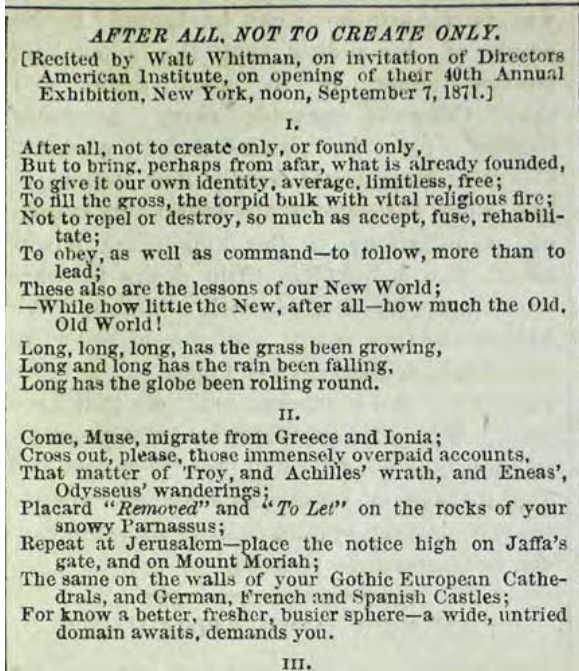 AFTER ALL, NOT TO CREATE ONLY.
[Recited by Walt Whitman, on invitation of Directors
American Institute, on opening of their 40th Annual
Exhibition, New York, noon, September 7, 1871.]
I.
After all, not to create only, or found only,
But to bring, perhaps from afar, what is already founded,
To give it our own identity, average, limitless, free;
To fill the gross, the torpid bulk with vital religious fire;
Not to repel or destroy, so much as accept, fuse, rehabili-
tate;
To obey, as well as command—to follow, more than to
lead;
These also are the lessons of our New World;
—While how little the New, after all—how much the Old,
Old World!
Long, long, long, has the grass been growing,
Long and long has the rain been falling,
Long has the globe been rolling round.
II.
Come, Muse, migrate from Greece and Ionia;
Cross out, please, those immensely overpaid accounts,
That matter of Troy, and Achilles' wrath, and Eneas',
Odysseus' wanderings;
Placard "Removed" and "To Let" on the rocks of your
snowy Parnassus;
Repeat at Jerusalem—place the notice high on Jaffa's
gate, and on Mount Moriah;
The same on the walls of your Gothic European Cathe-
drals, and German, French and Spanish Castles;
For know a better, fresher, busier sphere—a wide, untried
domain awaits, demands you.
III.